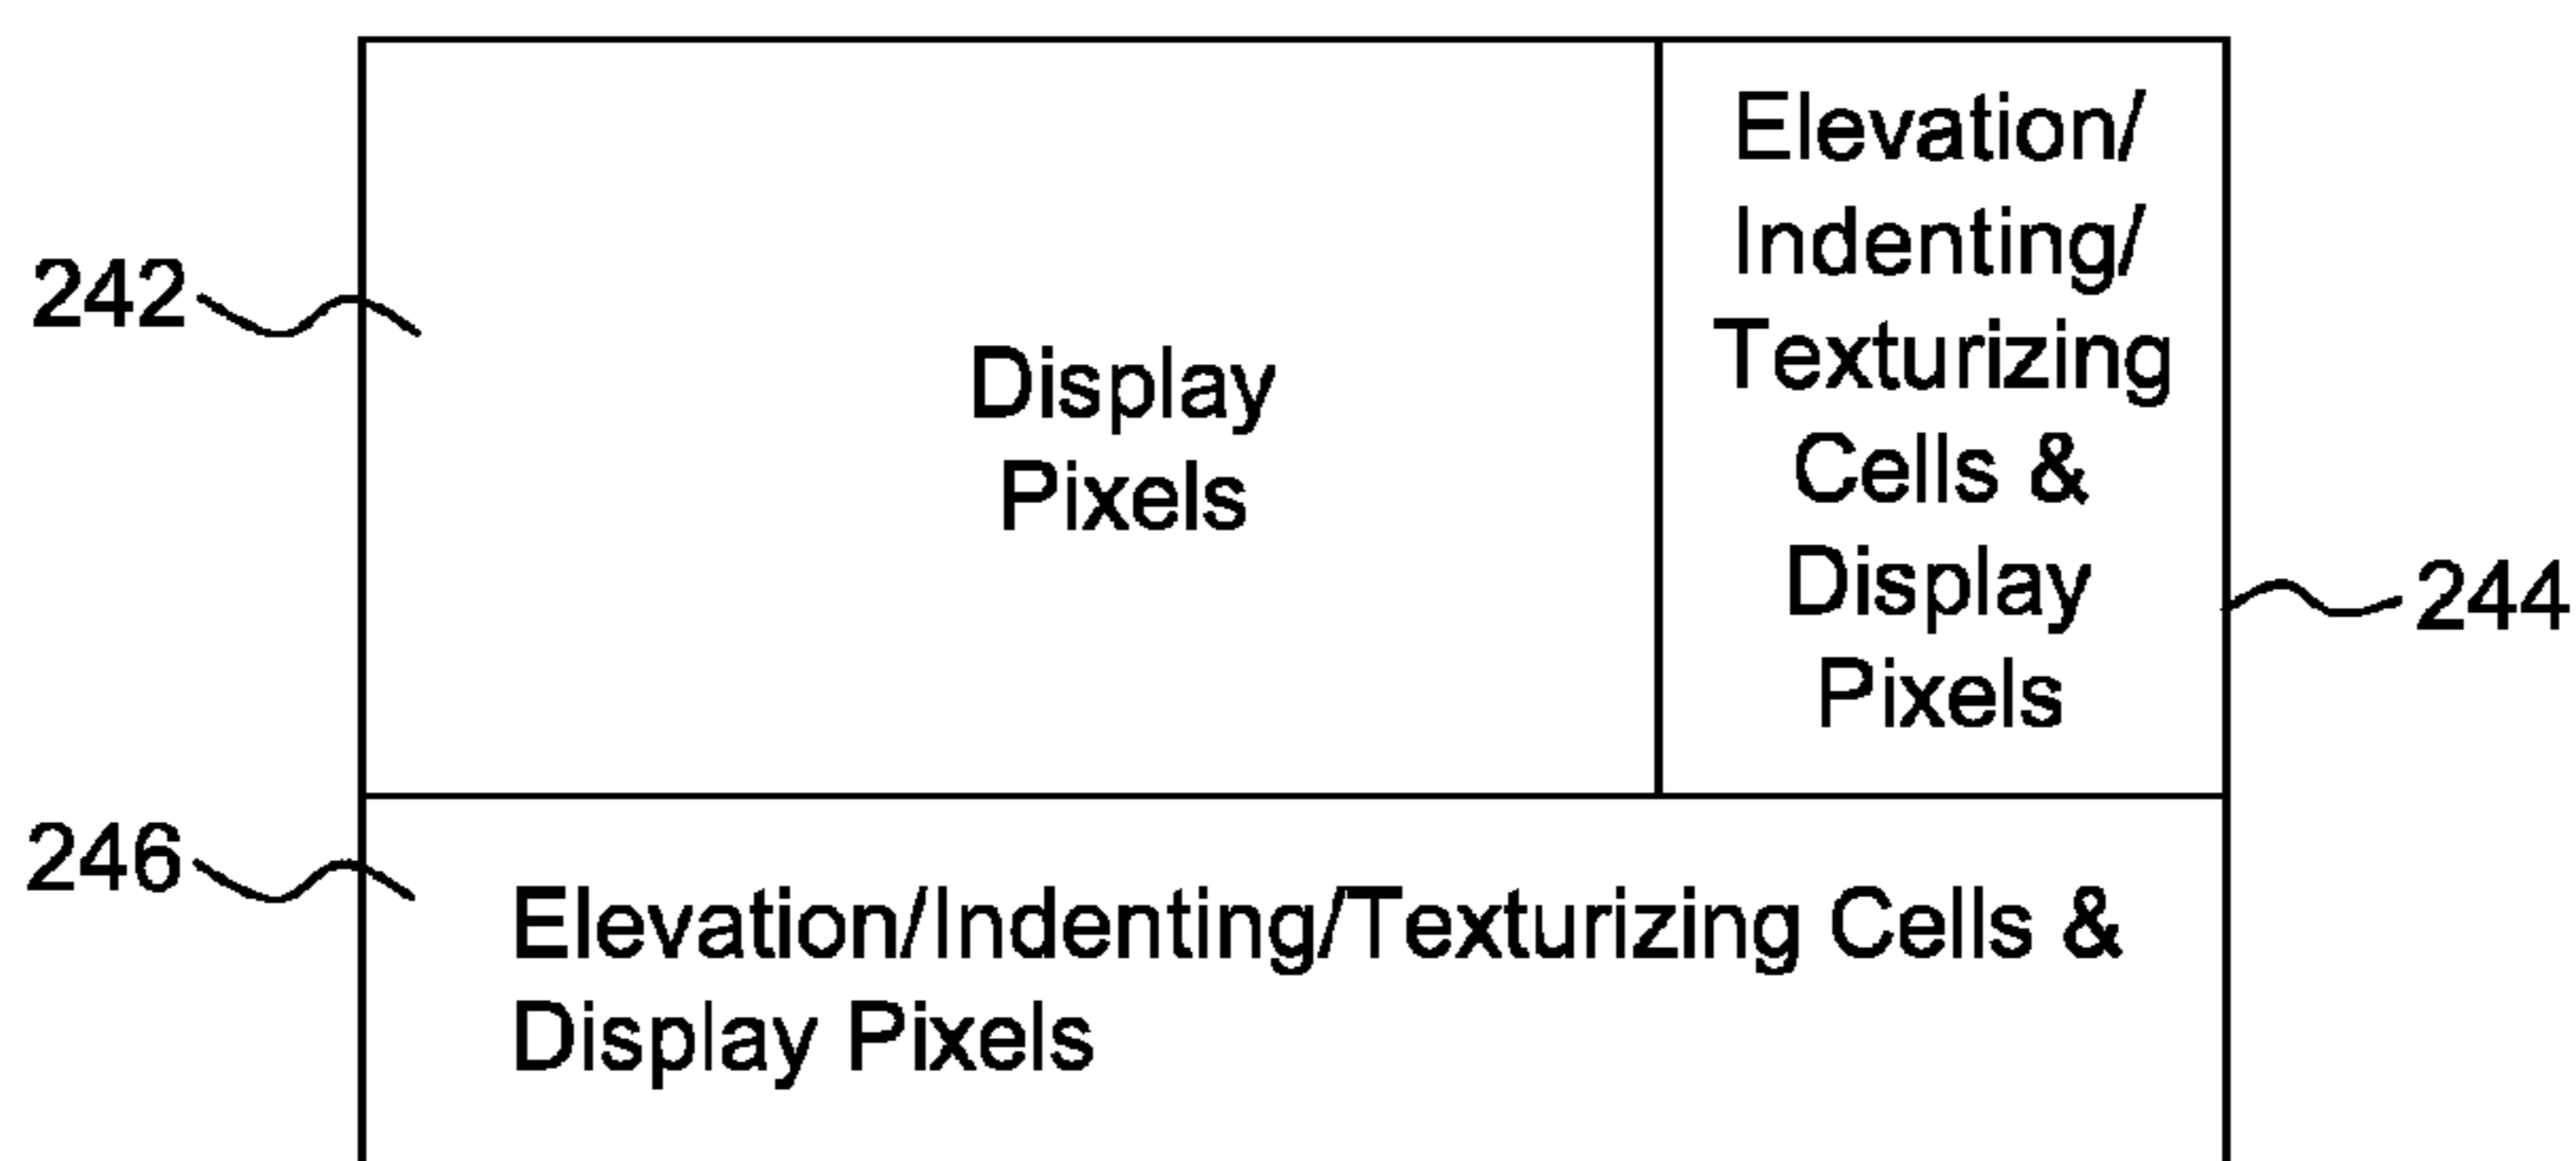 242
Display
Pixels
Elevation/
Indenting/
Texturizing
Cells &
Display
Pixels
244
246
Elevation/Indenting/Texturizing Cells &
Display Pixels